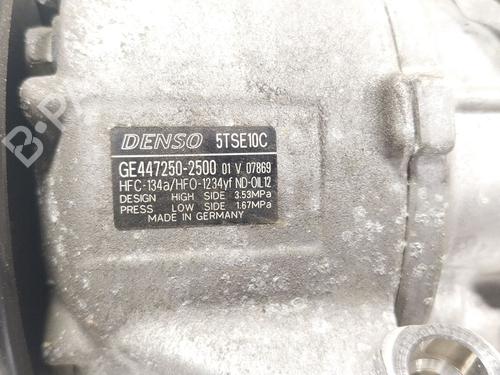 DENSO 5TSE10C
GE447250-2500 01 V 07869
HFC-134a/HFO-1234yf ND-OIL12
DESIGN HIGH SIDE 3.53MPa
PRESS LOW SIDE 1.67MPa
MADE IN GERMANY